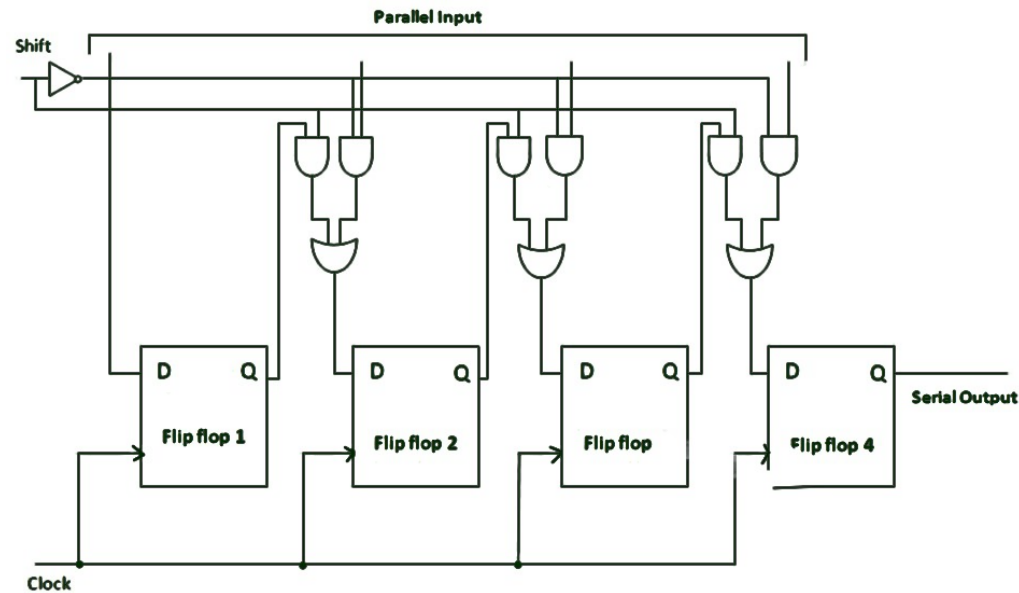 Parallel Input
Shift
D Q
D Q
D Q
D Q
Serial Output
Flip flop 1
Flip flop 2
Flip flop
Flip flop 4
Clock